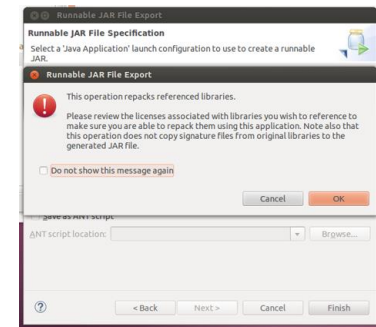 Runnable JAR File Export
Runnable JAR File Specification
Select a 'Java Application' launch configuration to use to create a runnable
JAR.
Runnable JAR File Export
This operation repacks referenced libraries.
Please review the licenses associated with libraries you wish to reference to
make sure you are able to repack them using this application. Note also that
this operation does not copy signature files from original libraries to the
generated JAR file.
Do not show this message again
Cancel OK
Save as ANT script
ANT script location: Browse...
? < Back Next > Cancel Finish